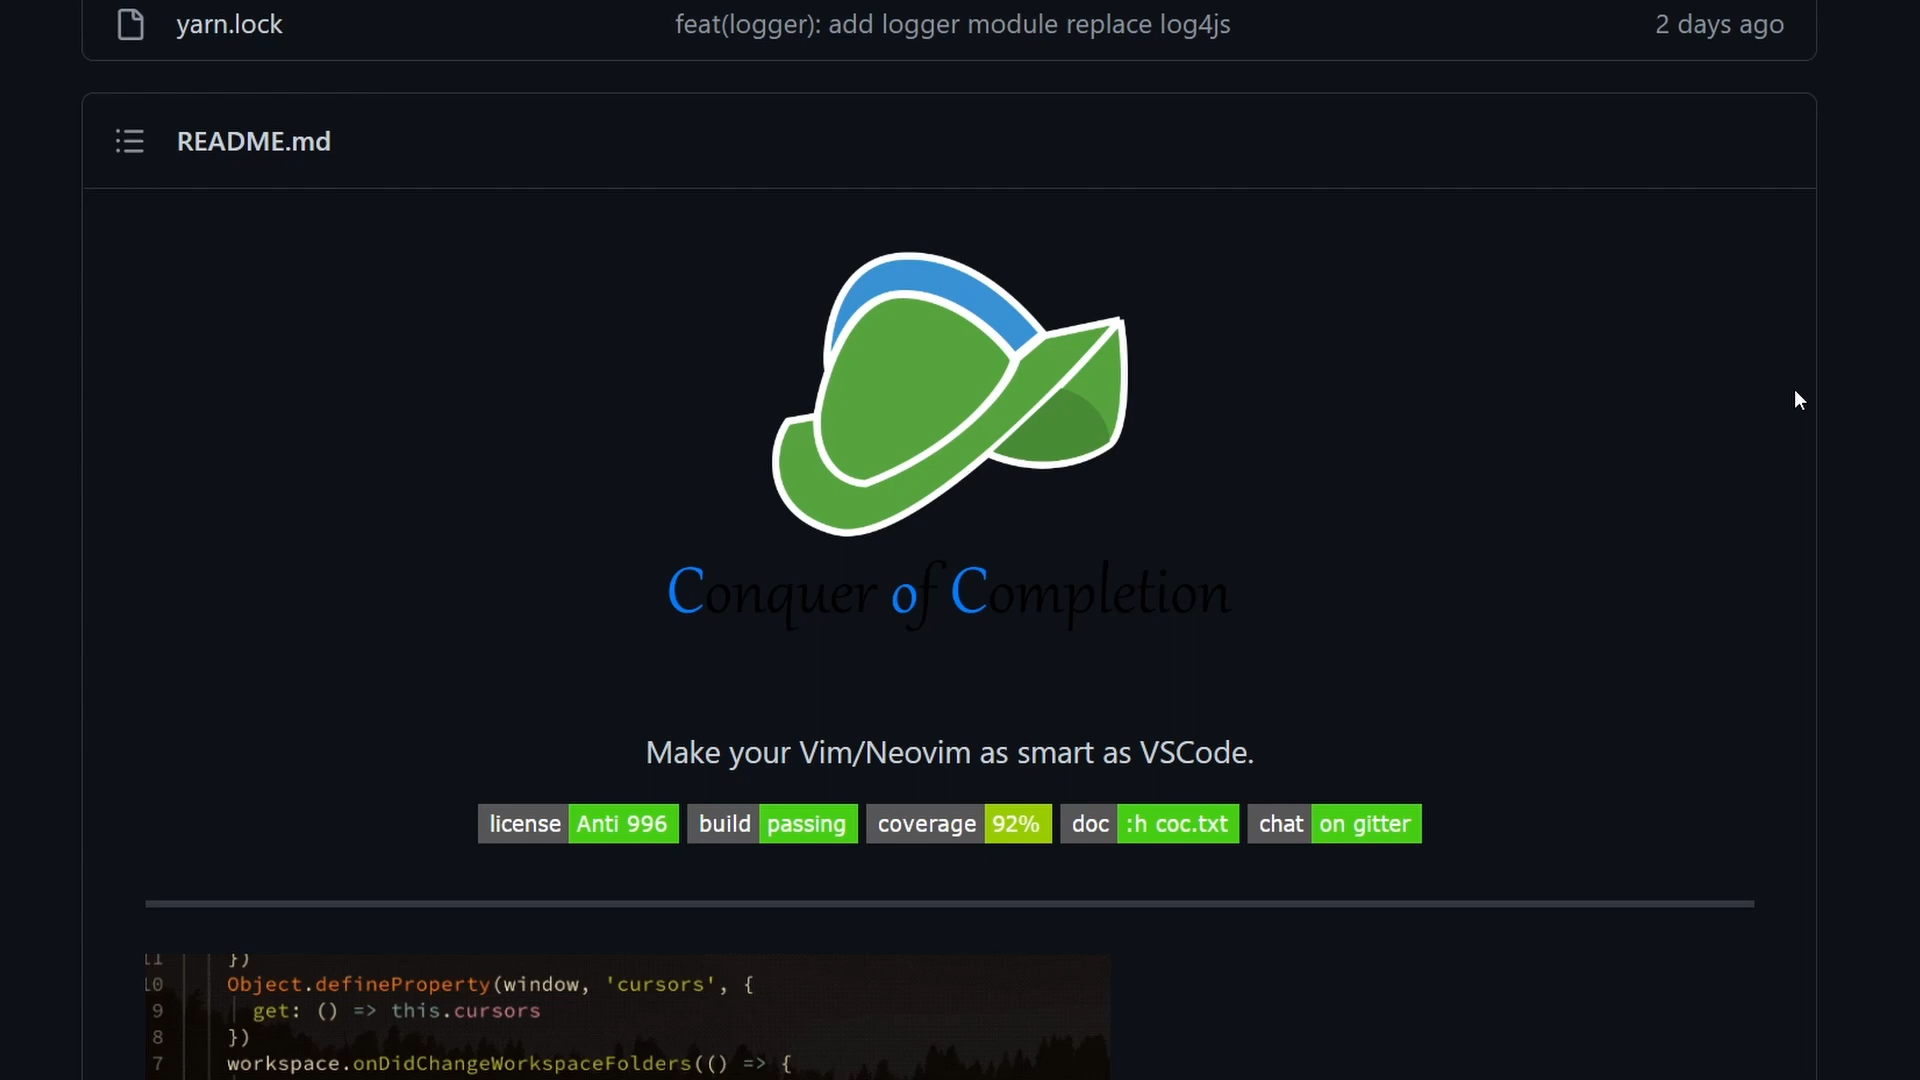 yarn.lock feat(logger): add logger module replace log4js 2 days ago
README.md
Conquer of Completion
Make your Vim/Neovim as smart as VSCode.
license Anti 996 build passing coverage 92% doc :h coc.txt chat on gitter
11 })
10 Object.defineProperty(window, 'cursors', {
9 get: () => this.cursors
8 })
7 workspace.onDidChangeWorkspaceFolders(() => {